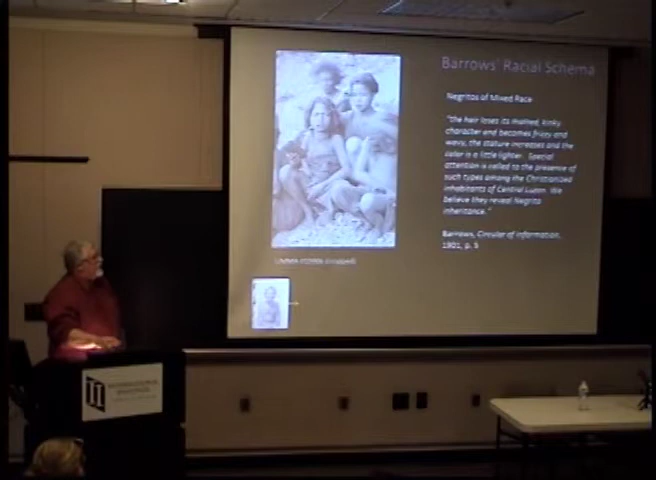 Barrows' Racial Schema
Negritos of Mixed Race
"the hair loses its matted, kinky
character and becomes frizzy and
wavy, the stature increases and the
color is a little lighter. Special
attention is called to the presence of
such types among the Christianized
inhabitants of Central Luzon. We
believe they reveal Negrito
inheritance."
Barrows, Circular of Information,
1901, p. 5